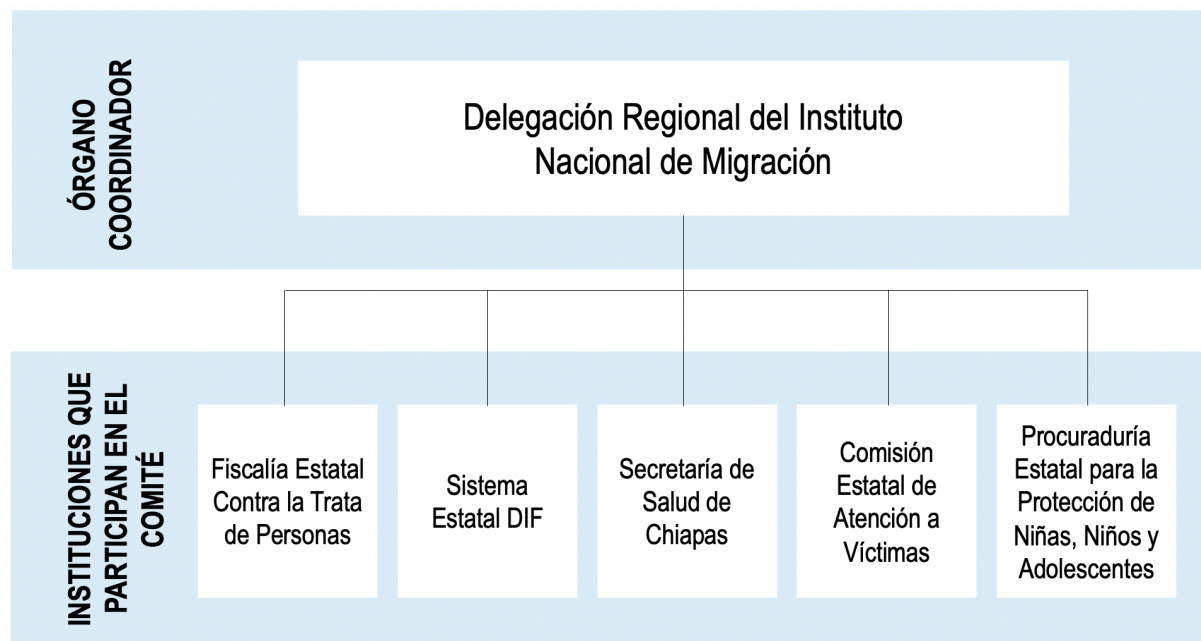 ÓRGANO
COORDINADOR
Delegación Regional del Instituto
Nacional de Migración
INSTITUCIONES QUE
PARTICIPAN EN EL
COMITÉ
Fiscalía Estatal
Contra la Trata
de Personas
Sistema
Estatal DIF
Secretaría de
Salud de
Chiapas
Comisión
Estatal de
Atención a
Víctimas
Procuraduría
Estatal para la
Protección de
Niñas, Niños y
Adolescentes